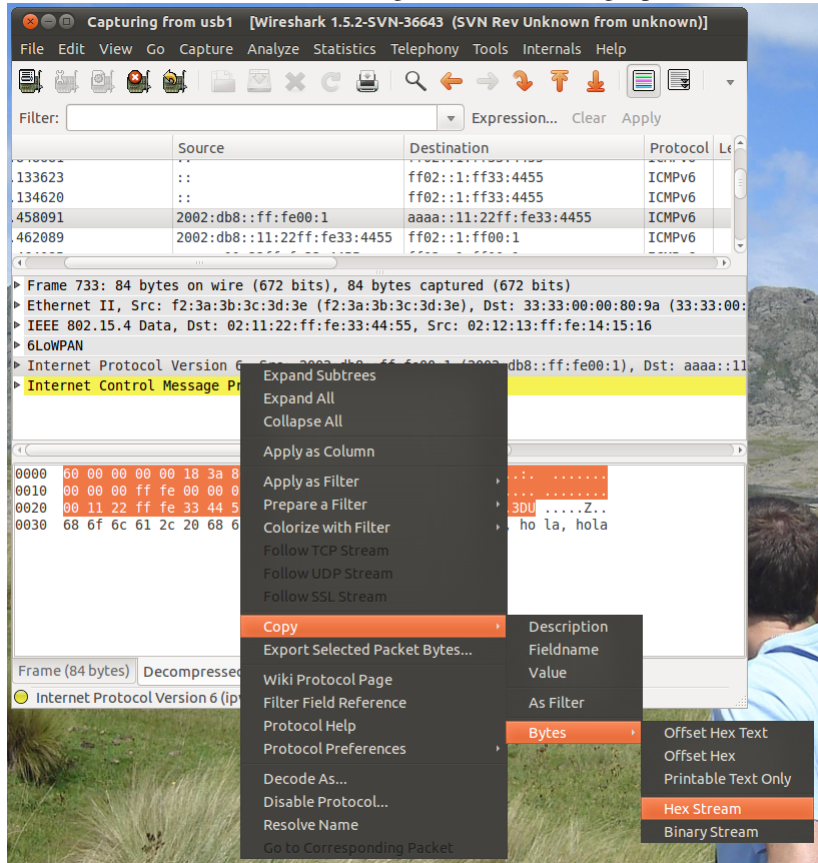 Capturing from usb1 [Wireshark 1.5.2-SVN-36643 (SVN Rev Unknown from unknown)]
File Edit View Go Capture Analyze Statistics Telephony Tools Internals Help
Filter: Expression... Clear Apply
Source Destination Protocol
.133623 :: ff02::1:ff33:4455 ICMPv6
.134620 :: ff02::1:ff33:4455 ICMPv6
.458091 2002:db8::ff:fe00:1 aaaa::11:22ff:fe33:4455 ICMPv6
.462089 2002:db8::11:22ff:fe33:4455 ff02::1:ff00:1 ICMPv6
Frame 733: 84 bytes on wire (672 bits), 84 bytes captured (672 bits)
Ethernet II, Src: f2:3a:3b:3c:3d:3e (f2:3a:3b:3c:3d:3e), Dst: 33:33:00:00:80:9a (33:33:00:
IEEE 802.15.4 Data, Dst: 02:11:22:ff:fe:33:44:55, Src: 02:12:13:ff:fe:14:15:16
6LoWPAN
Internet Protocol Version (2002:db8::ff:fe00:1), Dst: aaaa::11
Internet Control Message
0000 60 00 00 00 00 18 3a
0010 00 00 00 ff fe 00 00
0020 00 11 22 ff fe 33 44 .3DU .....Z..
0030 68 6f 6c 61 2c 20 68 , ho la, hola
Expand Subtrees
Expand All
Collapse All
Apply as Column
Apply as Filter
Prepare a Filter
Colorize with Filter
Follow TCP Stream
Follow UDP Stream
Follow SSL Stream
Copy
Export Selected Packet Bytes...
Wiki Protocol Page
Filter Field Reference
Protocol Help
Protocol Preferences
Decode As...
Disable Protocol...
Resolve Name
Go to Corresponding Packet
Description
Fieldname
Value
As Filter
Bytes
Offset Hex Text
Offset Hex
Printable Text Only
Hex Stream
Binary Stream
Frame (84 bytes) Decompressed
Internet Protocol Version 6 (ip